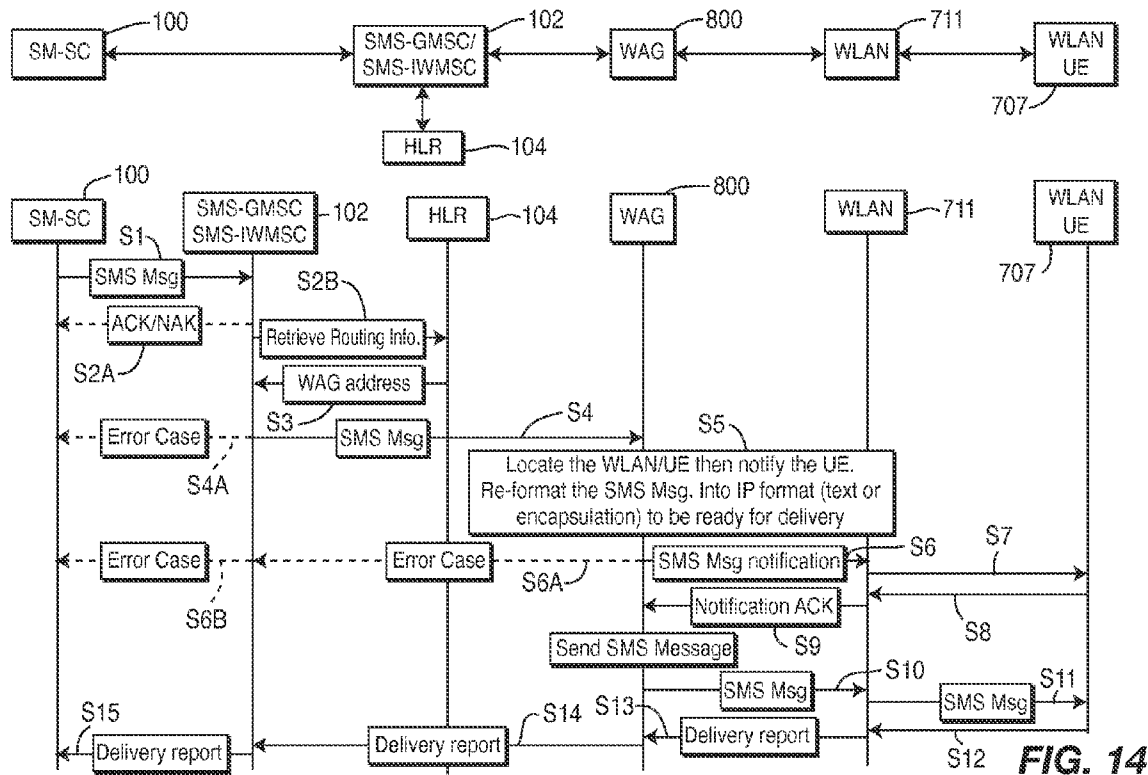 100
102
800
711
SM-SC
SMS-GMSC/
SMS-IWMSC
WAG
WLAN
WLAN
UE
707
HLR
104
100
800
SM-SC
SMS-GMSC
SMS-IWMSC
102
HLR
104
WAG
WLAN
711
WLAN
UE
707
S1
SMS Msg
S2B
ACK/NAK
Retrieve Routing Info.
S2A
WAG address
S3
S4
S5
Error Case
SMS Msg
S4A
Locate the WLAN/UE then notify the UE.
Re-format the SMS Msg. Into IP format (text or
encapsulation) to be ready for delivery
S6
S7
Error Case
Error Case
SMS Msg notification
S6A
S6B
Notification ACK
S8
S9
Send SMS Message
S10
SMS Msg
S11
SMS Msg
S15
S14
S13
Delivery report
Delivery report
Delivery report
S12
FIG. 14